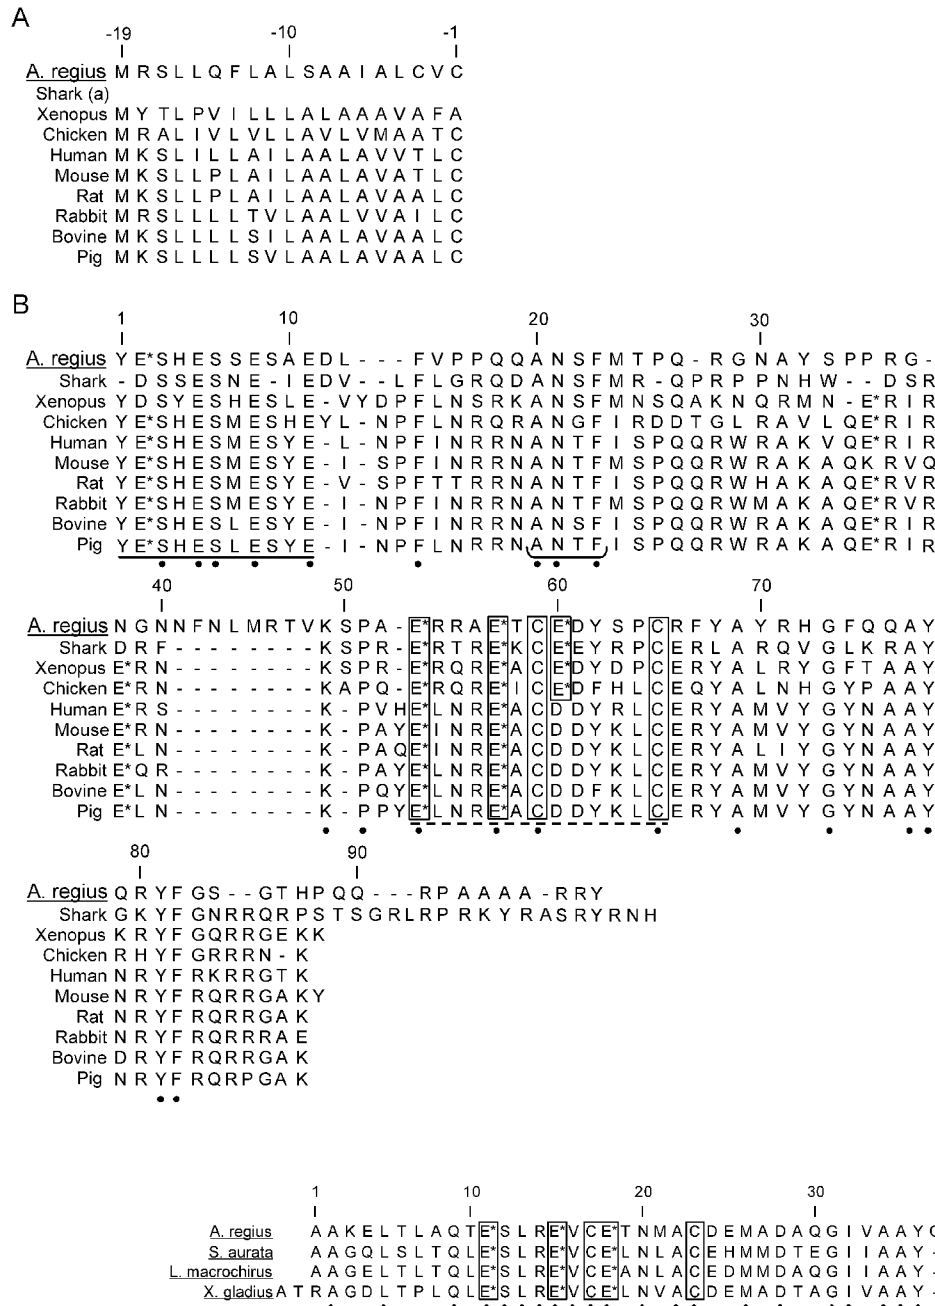 A
-19 -10 -1
A. regius M R S L L Q F L A L S A A I A L C V C
Shark (a)
Xenopus M Y T L P V I L L L A L A A A V A F A
Chicken M R A L I V L V L L A V L V M A A T C
Human M K S L I L L A I L A A L A V V T L C
Mouse M K S L L P L A I L A A L A V A T L C
Rat M K S L L P L A I L A A L A V A A L C
Rabbit M R S L L L L T V L A A L V V A I L C
Bovine M K S L L L L S I L A A L A V A A L C
Pig M K S L L L L S V L A A L A V A A L C
B
1 10 20 30
A. regius Y E* S H E S S E S A E D L - - - F V P P Q Q A N S F M T P Q - R G N A Y S P P R G -
Shark - D S S E S N E - I E D V - - L F L G R Q D A N S F M R - Q P R P P N H W - - D S R
Xenopus Y D S Y E S H E S L E - V Y D P F L N S R K A N S F M N S Q A K N Q R M N - E* R I R
Chicken Y E* S H E S M E S H E Y L - N P F L N R Q R A N G F I R D D T G L R A V L Q E* R I R
Human Y E* S H E S M E S Y E - L - N P F I N R R N A N T F I S P Q Q R W R A K V Q E* R I R
Mouse Y E* S H E S M E S Y E - I - S P F I N R R N A N T F M S P Q Q R W R A K A Q K R V Q
Rat Y E* S H E S M E S Y E - V - S P F T T R R N A N T F I S P Q Q R W H A K A Q E* R V R
Rabbit Y E* S H E S M E S Y E - I - N P F I N R R N A N T F M S P Q Q R W M A K A Q E* R V R
Bovine Y E* S H E S L E S Y E - I - N P F I N R R N A N S F I S P Q Q R W R A K A Q E* R I R
Pig Y E* S H E S L E S Y E - I - N P F L N R R N A N T F I S P Q Q R W R A K A Q E* R I R
40 50 60 70
A. regius N G N N F N L M R T V K S P A - E* R R A E* T C E* D Y S P C R F Y A Y R H G F Q Q A Y
Shark D R F - - - - - - - - K S P R - E* R T R E* K C E* E Y R P C E R L A R Q V G L K R A Y
Xenopus E* R N - - - - - - - - K S P R - E* R Q R E* A C E* D Y D P C E R Y A L R Y G F T A A Y
Chicken E* R N - - - - - - - - K A P Q - E* R Q R E* I C E* D F H L C E Q Y A L N H G Y P A A Y
Human E* R S - - - - - - - - K - P V H E* L N R E* A C D D Y R L C E R Y A M V Y G Y N A A Y
Mouse E* R N - - - - - - - - K - P A Y E* I N R E* A C D D Y K L C E R Y A M V Y G Y N A A Y
Rat E* L N - - - - - - - - K - P A Q E* I N R E* A C D D Y K L C E R Y A L I Y G Y N A A Y
Rabbit E* Q R - - - - - - - - K - P A Y E* L N R E* A C D D Y K L C E R Y A M V Y G Y N A A Y
Bovine E* L N - - - - - - - - K - P Q Y E* L N R E* A C D D F K L C E R Y A M V Y G Y N A A Y
Pig E* L N - - - - - - - - K - P P Y E* L N R E* A C D D Y K L C E R Y A M V Y G Y N A A Y
80 90
A. regius Q R Y F G S - - G T H P Q Q - - - R P A A A A - R R Y
Shark G K Y F G N R R Q R P S T S G R L R P R K Y R A S R Y R N H
Xenopus K R Y F G Q R R G E K K
Chicken R H Y F G R R R N - K
Human N R Y F R K R R G T K
Mouse N R Y F R Q R R G A K Y
Rat N R Y F R Q R R G A K
Rabbit N R Y F R Q R R R A E
Bovine D R Y F R Q R R G A K
Pig N R Y F R Q R P G A K
1 10 20 30
A. regius A A K E L T L A Q T E* S L R E* V C E* T N M A C D E M A D A Q G I V A A Y
S. aurata A A G Q L S L T Q L E* S L R E* V C E* L N L A C E H M M D T E G I I A A Y
L. macrochirus A A G E L T L T Q L E* S L R E* V C E* A N L A C E D M M D A Q G I I A A Y
X. gladius A T R A G D L T P L Q L E* S L R E* V C E* L N V A C D E M A D T A G I V A A Y